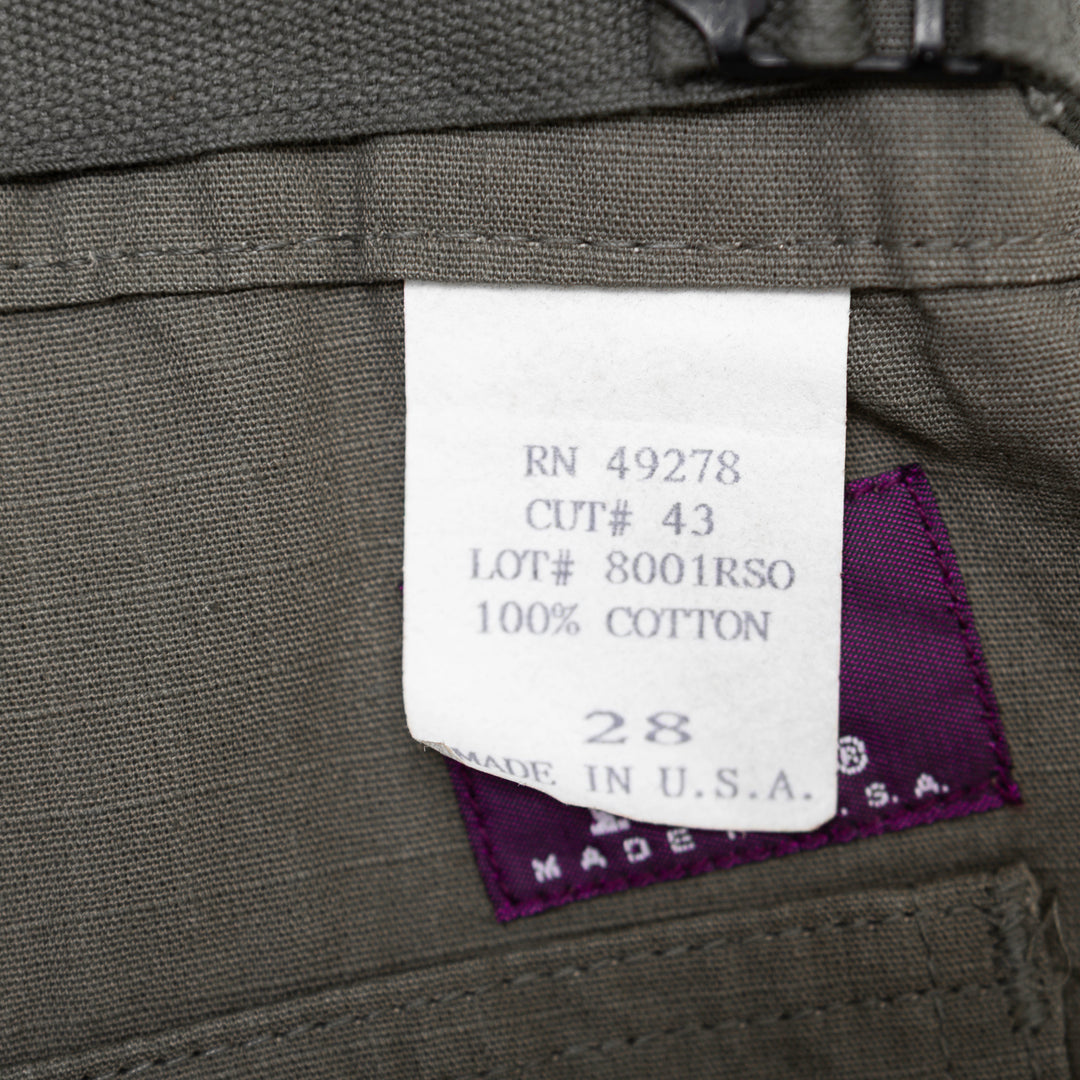 RN 49278
CUT# 43
LOT# 8001RSO
100% COTTON
28
MADE IN U.S.A.
®
MADE .S.A.